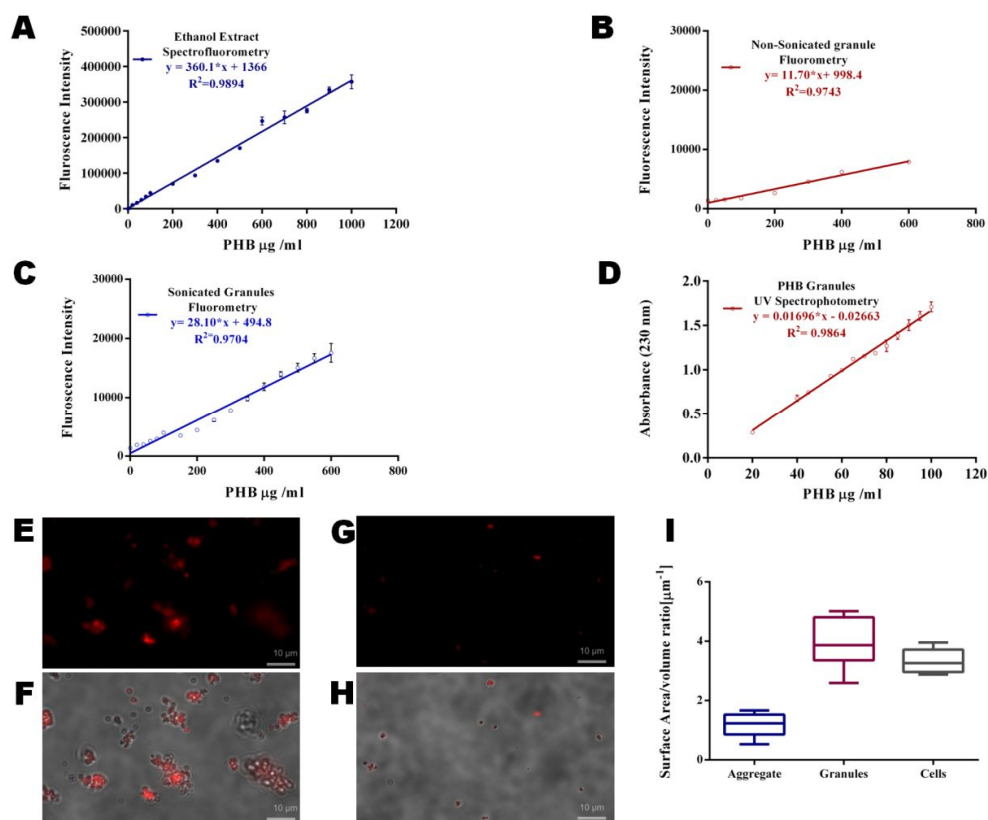 A
Ethanol Extract
Spectrofluorometry
y = 360.1*x + 1366
R²=0.9894
500000
400000
300000
200000
100000
0
Fluroscence Intensity
0 200 400 600 800 1000 1200
PHB µg /ml
B
Non-Sonicated granule
Fluorometry
y= 11.70*x+ 998.4
R²=0.9743
30000
20000
10000
0
Fluorescence Intensity
0 200 400 600 800
PHB µg /ml
C
Sonicated Granules
Fluorometry
y= 28.10*x + 494.8
R²=0.9704
30000
20000
10000
0
Fluroscence Intensity
0 200 400 600 800
PHB µg /ml
D
PHB Granules
UV Spectrophotometry
y = 0.01696*x - 0.02663
R²= 0.9864
2.0
1.5
1.0
0.5
0.0
Absorbance (230 nm)
0 20 40 60 80 100 120
PHB µg /ml
E
10 µm
F
10 µm
G
10 µm
H
10 µm
I
6
4
2
0
Surface Area/volume ratio[µm⁻¹]
Aggregate Granules Cells